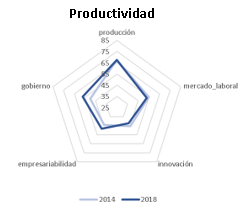 Productividad
producción
85
75
65
55
45
35
25
gobierno
mercado_laboral
empresariabilidad
innovación
2014
2018